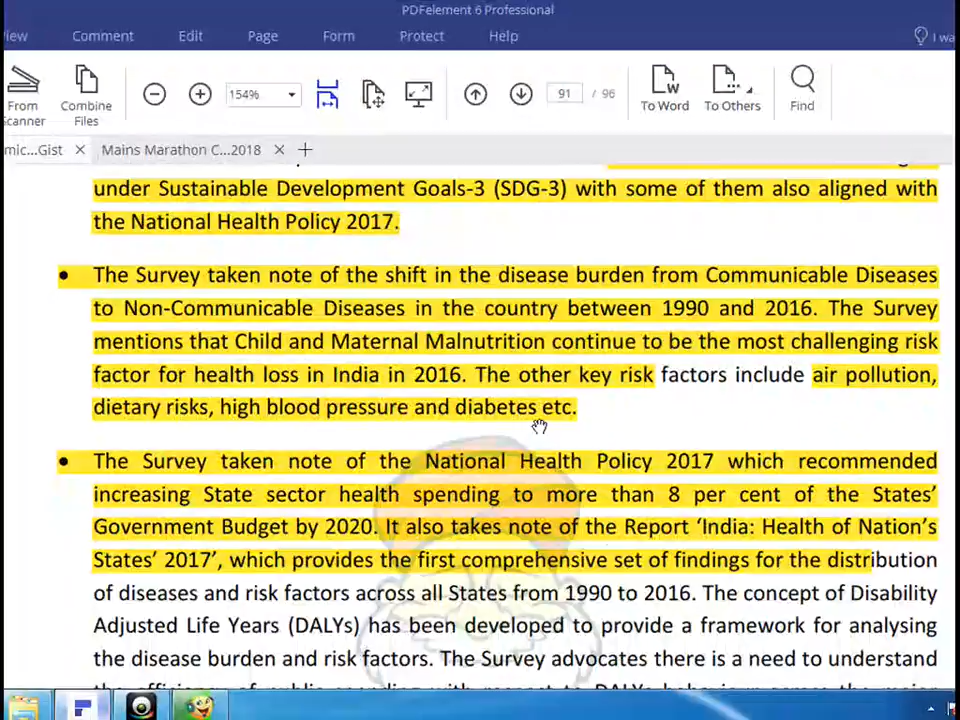 PDFelement 6 Professional
iew Comment Edit Page Form Protect Help I wa
From Scanner Combine Files 154% 91 / 96 To Word To Others Find
mic...Gist Mains Marathon C...2018
under Sustainable Development Goals-3 (SDG-3) with some of them also aligned with
the National Health Policy 2017.
• The Survey taken note of the shift in the disease burden from Communicable Diseases
to Non-Communicable Diseases in the country between 1990 and 2016. The Survey
mentions that Child and Maternal Malnutrition continue to be the most challenging risk
factor for health loss in India in 2016. The other key risk factors include air pollution,
dietary risks, high blood pressure and diabetes etc.
• The Survey taken note of the National Health Policy 2017 which recommended
increasing State sector health spending to more than 8 per cent of the States’
Government Budget by 2020. It also takes note of the Report ‘India: Health of Nation’s
States’ 2017’, which provides the first comprehensive set of findings for the distribution
of diseases and risk factors across all States from 1990 to 2016. The concept of Disability
Adjusted Life Years (DALYs) has been developed to provide a framework for analysing
the disease burden and risk factors. The Survey advocates there is a need to understand